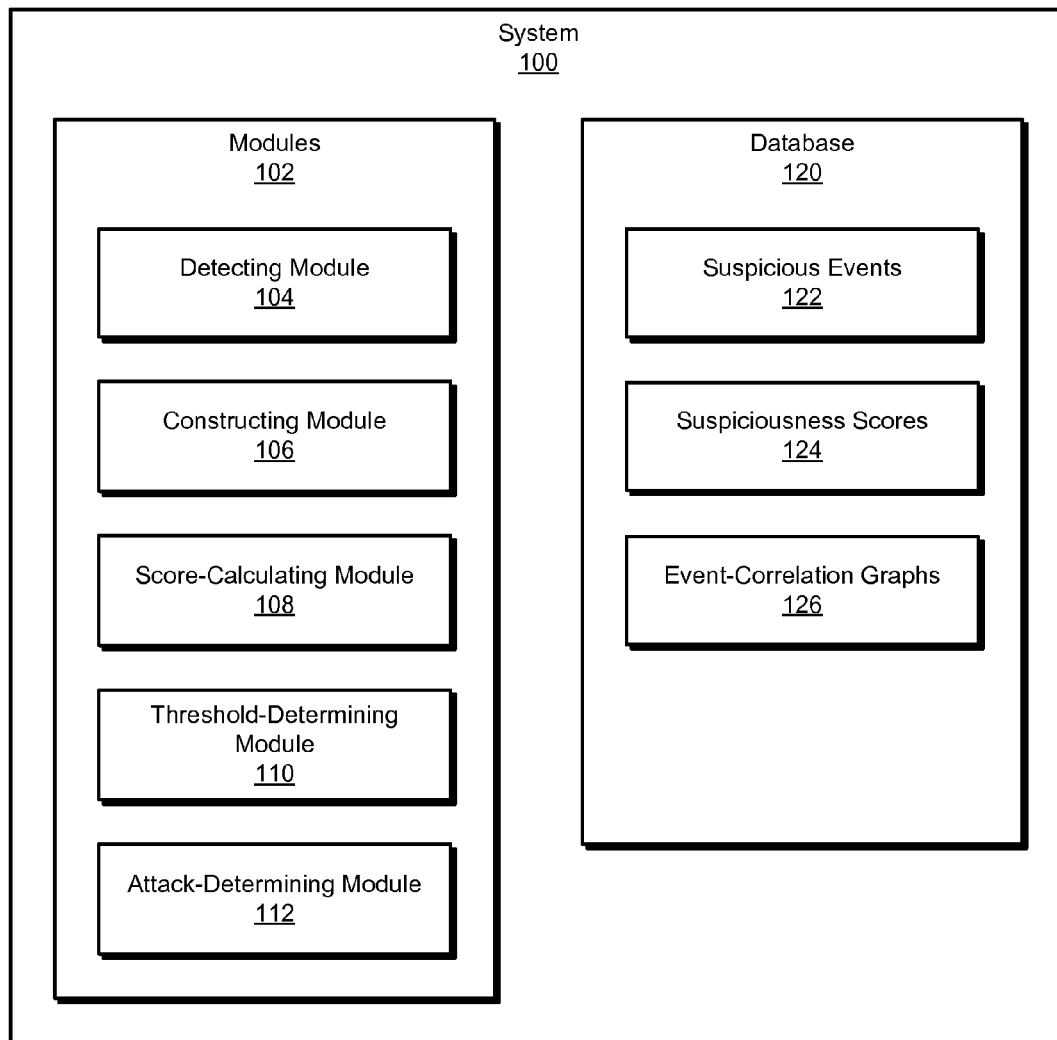 System
100
Modules
102
Detecting Module
104
Constructing Module
106
Score-Calculating Module
108
Threshold-Determining
Module
110
Attack-Determining Module
112
Database
120
Suspicious Events
122
Suspiciousness Scores
124
Event-Correlation Graphs
126